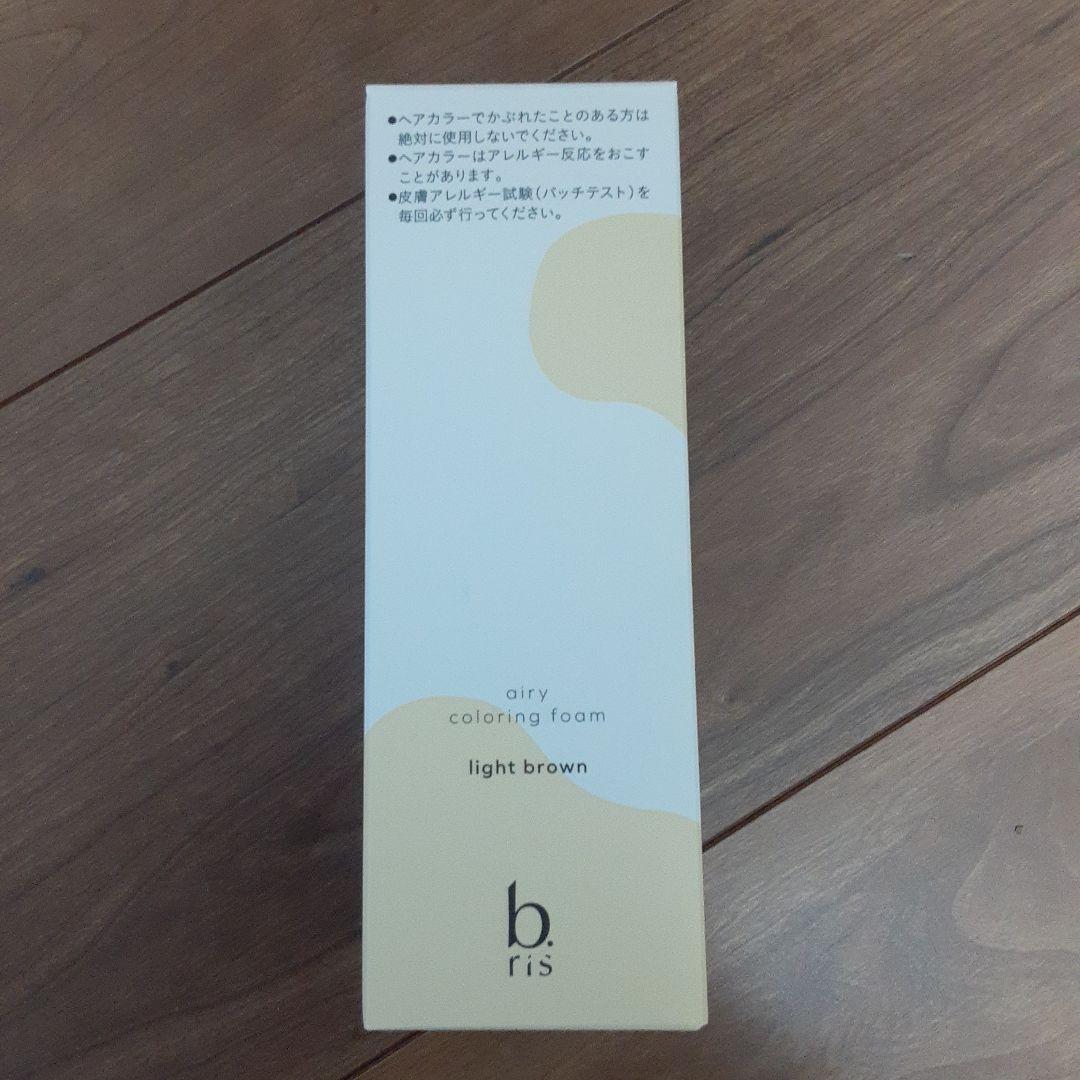 ●ヘアカラーでかぶれたことのある方は
絶対に使用しないでください。
●ヘアカラーはアレルギー反応をおこす
ことがあります。
●皮膚アレルギー試験(パッチテスト)を
毎回必ず行ってください。
airy
coloring foam
light brown
b.
ris